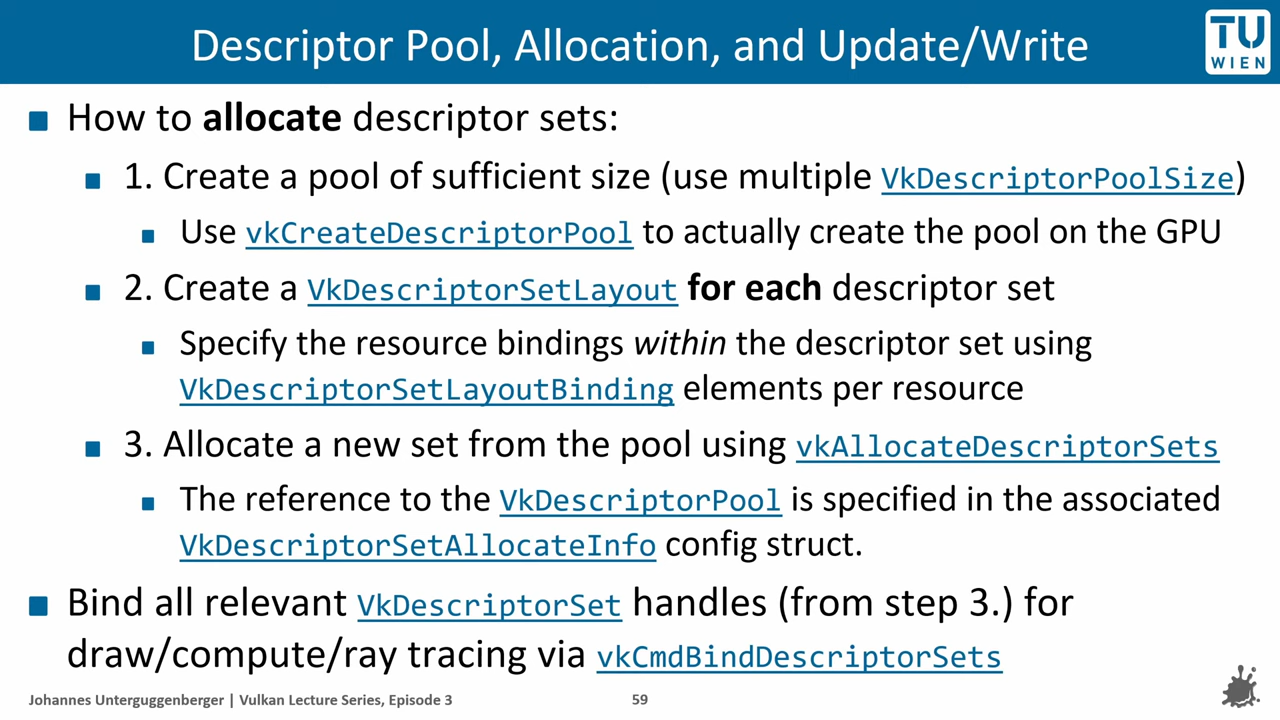 Descriptor Pool, Allocation, and Update/Write
TU
WIEN
How to allocate descriptor sets:
1. Create a pool of sufficient size (use multiple VkDescriptorPoolSize)
Use vkCreateDescriptorPool to actually create the pool on the GPU
2. Create a VkDescriptorSetLayout for each descriptor set
Specify the resource bindings within the descriptor set using
VkDescriptorSetLayoutBinding elements per resource
3. Allocate a new set from the pool using vkAllocateDescriptorSets
The reference to the VkDescriptorPool is specified in the associated
VkDescriptorSetAllocateInfo config struct.
Bind all relevant VkDescriptorSet handles (from step 3.) for
draw/compute/ray tracing via vkCmdBindDescriptorSets
Johannes Unterguggenberger | Vulkan Lecture Series, Episode 3
59